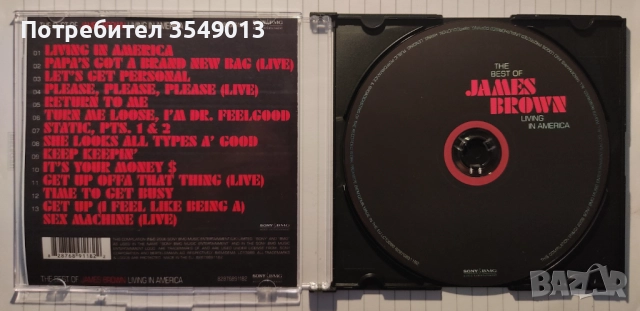 Потребител 3549013
01 LIVING IN AMERICA
02 PAPA'S GOT A BRAND NEW BAG (LIVE)
03 LET'S GET PERSONAL
04 PLEASE, PLEASE, PLEASE (LIVE)
05 RETURN TO ME
06 TURN ME LOOSE, I'M DR. FEELGOOD
07 STATIC, PTS. 1 & 2
08 SHE LOOKS ALL TYPES A' GOOD
09 KEEP KEEPIN'
10 IT'S YOUR MONEY $
11 GET UP OFFA THAT THING (LIVE)
12 TIME TO GET BUSY
13 GET UP (I FEEL LIKE BEING A)
SEX MACHINE (LIVE)
THE BEST OF JAMES BROWN LIVING IN AMERICA
SONY BMG
THE
BEST OF
JAMES
BROWN
LIVING
IN AMERICA
SONY BMG
BAZAR